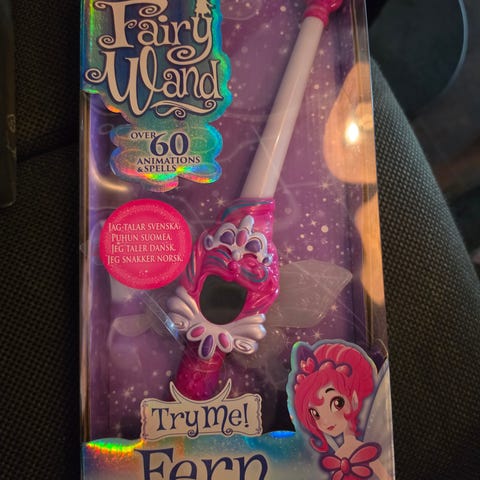 Fairy
Wand
OVER
60
ANIMATIONS
& SPELLS
JAG TALAR SVENSKA.
PUHUN SUOMEA.
JEG TALER DANSK.
JEG SNAKKER NORSK.
TRY ME!
Fern